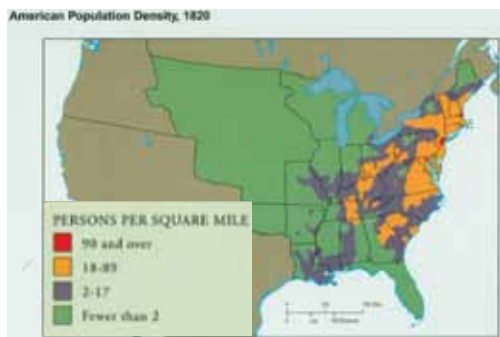 American Population Density, 1820
PERSONS PER SQUARE MILE
90 and over
18-89
2-17
Fewer than 2